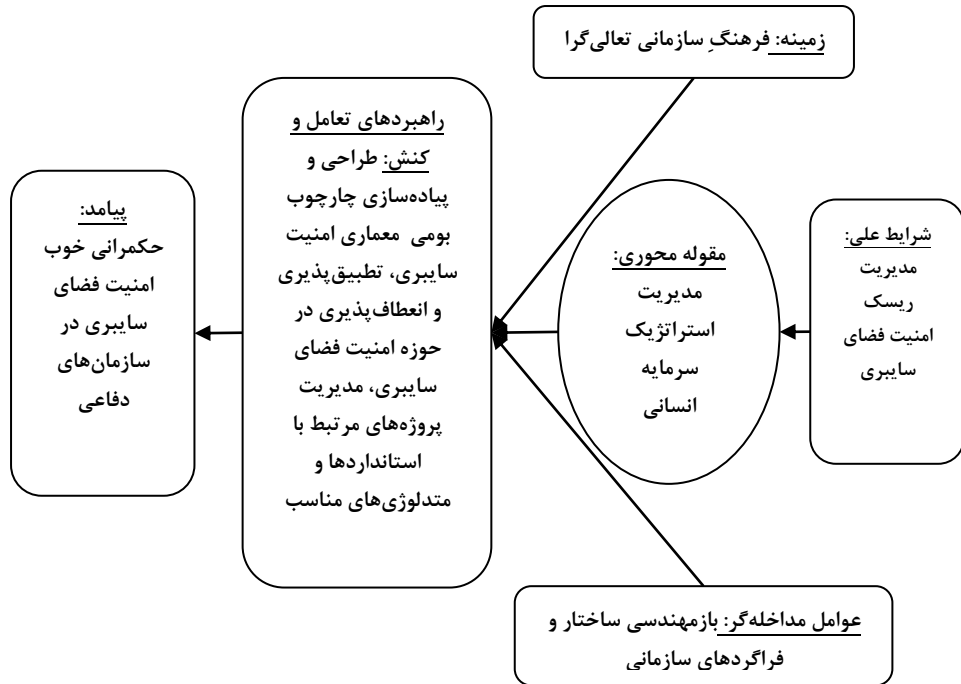 زمینه: فرهنگِ سازمانی تعالی‌گرا
شرایط علی:
مدیریت
ریسک
امنیت فضای
سایبری
مقوله محوری:
مدیریت
استراتژیک
سرمایه
انسانی
راهبردهای تعامل و
کنش: طراحی و
پیاده‌سازی چارچوب
بومی معماری امنیت
سایبری، تطبیق‌پذیری
و انعطاف‌پذیری در
حوزه امنیت فضای
سایبری، مدیریت
پروژه‌های مرتبط با
استانداردها و
متدلوژی‌های مناسب
پیامد:
حکمرانی خوب
امنیت فضای
سایبری در
سازمان‌های
دفاعی
عوامل مداخله‌گر: بازمهندسی ساختار و
فراگردهای سازمانی